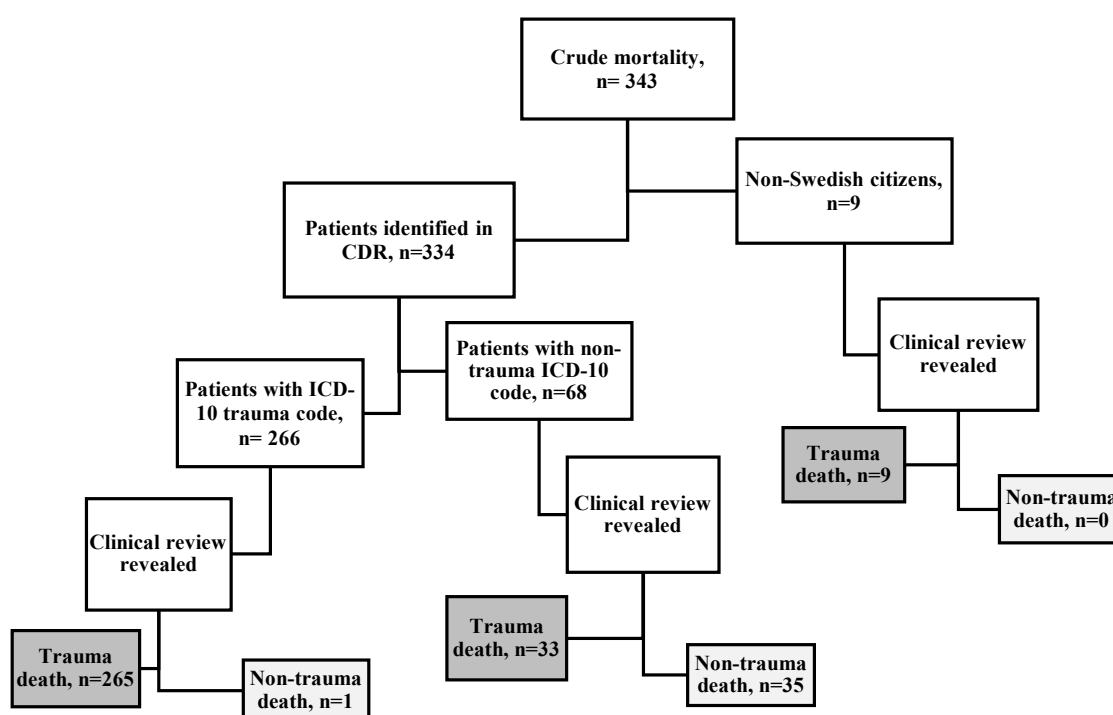 Crude mortality,
n= 343
Non-Swedish citizens,
n=9
Patients identified in
CDR, n=334
Clinical review
revealed
Patients with non-
trauma ICD-10
code, n=68
Patients with ICD-
10 trauma code,
n= 266
Trauma
death, n=9
Non-trauma
death, n=0
Clinical review
revealed
Clinical review
revealed
Trauma
death, n=33
Non-trauma
death, n=35
Trauma
death, n=265
Non-trauma
death, n=1